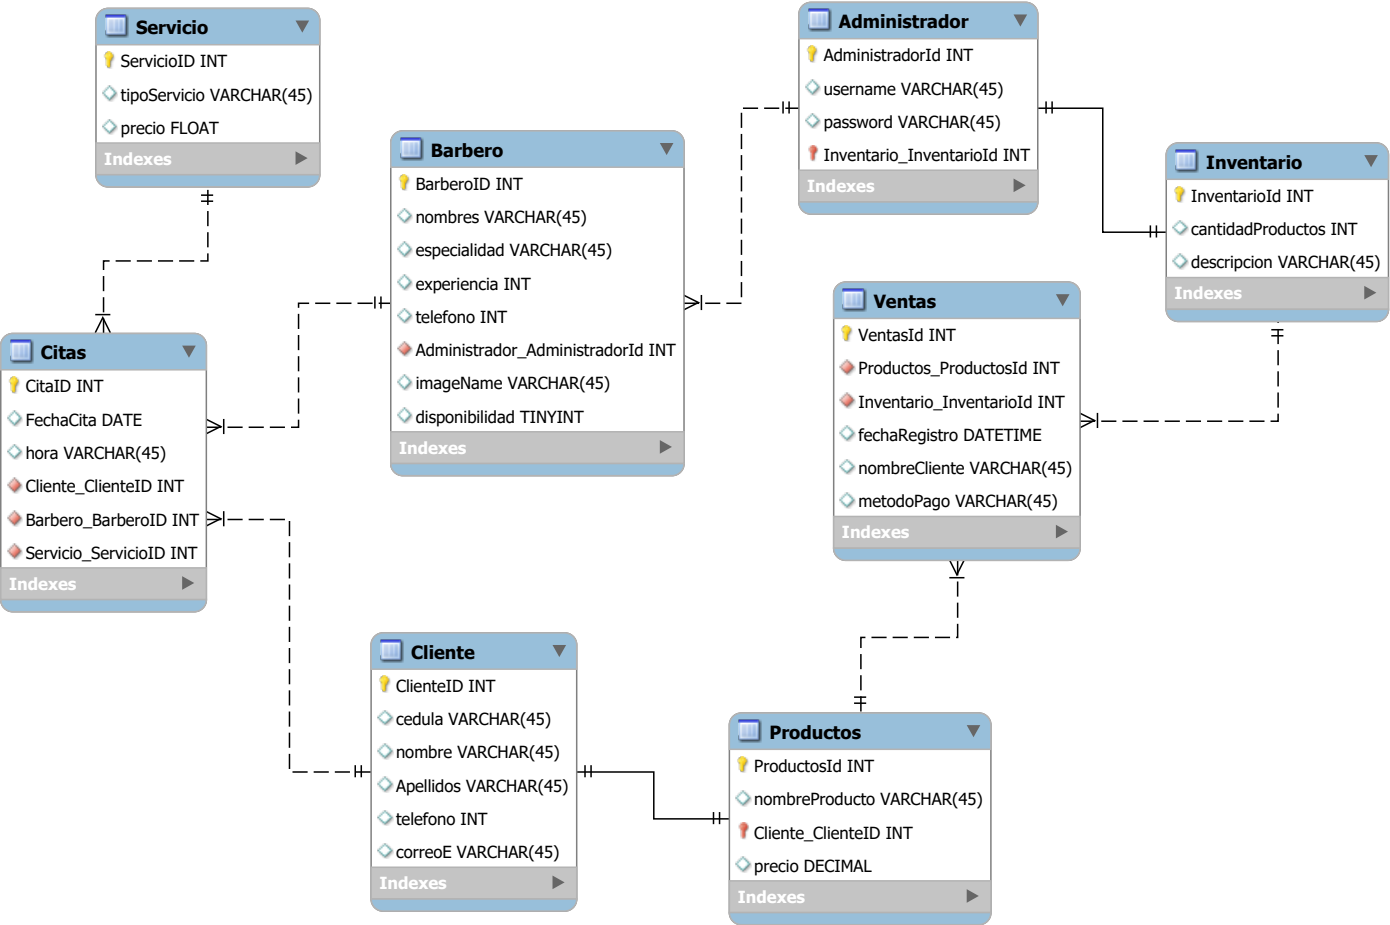 Servicio
ServicioID INT
tipoServicio VARCHAR(45)
precio FLOAT
Indexes
Administrador
AdministradorId INT
username VARCHAR(45)
password VARCHAR(45)
Inventario_InventarioId INT
Indexes
Barbero
BarberoID INT
nombres VARCHAR(45)
especialidad VARCHAR(45)
experiencia INT
telefono INT
Administrador_AdministradorId INT
imageName VARCHAR(45)
disponibilidad TINYINT
Indexes
Inventario
InventarioId INT
cantidadProductos INT
descripcion VARCHAR(45)
Indexes
Ventas
VentasId INT
Productos_ProductosId INT
Inventario_InventarioId INT
fechaRegistro DATETIME
nombreCliente VARCHAR(45)
metodoPago VARCHAR(45)
Indexes
Citas
CitaID INT
FechaCita DATE
hora VARCHAR(45)
Cliente_ClienteID INT
Barbero_BarberoID INT
Servicio_ServicioID INT
Indexes
Cliente
ClienteID INT
cedula VARCHAR(45)
nombre VARCHAR(45)
Apellidos VARCHAR(45)
telefono INT
correoE VARCHAR(45)
Indexes
Productos
ProductosId INT
nombreProducto VARCHAR(45)
Cliente_ClienteID INT
precio DECIMAL
Indexes